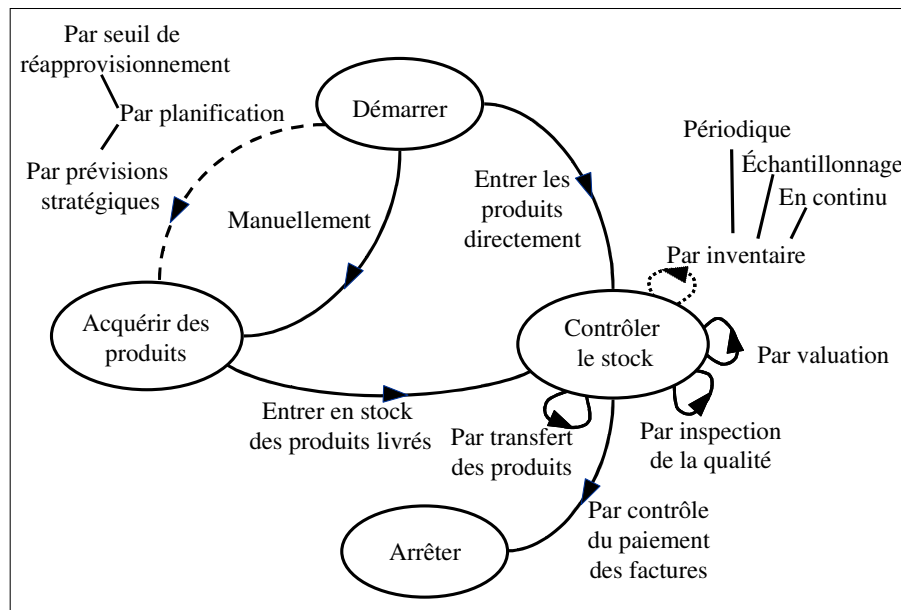 Par seuil de
réapprovisionnement
Par planification
Par prévisions
stratégiques
Démarrer
Manuellement
Entrer les
produits
directement
Périodique
Échantillonnage
En continu
Par inventaire
Acquérir des
produits
Contrôler
le stock
Par valuation
Entrer en stock
des produits livrés
Par transfert
des produits
Par inspection
de la qualité
Arrêter
Par contrôle
du paiement
des factures